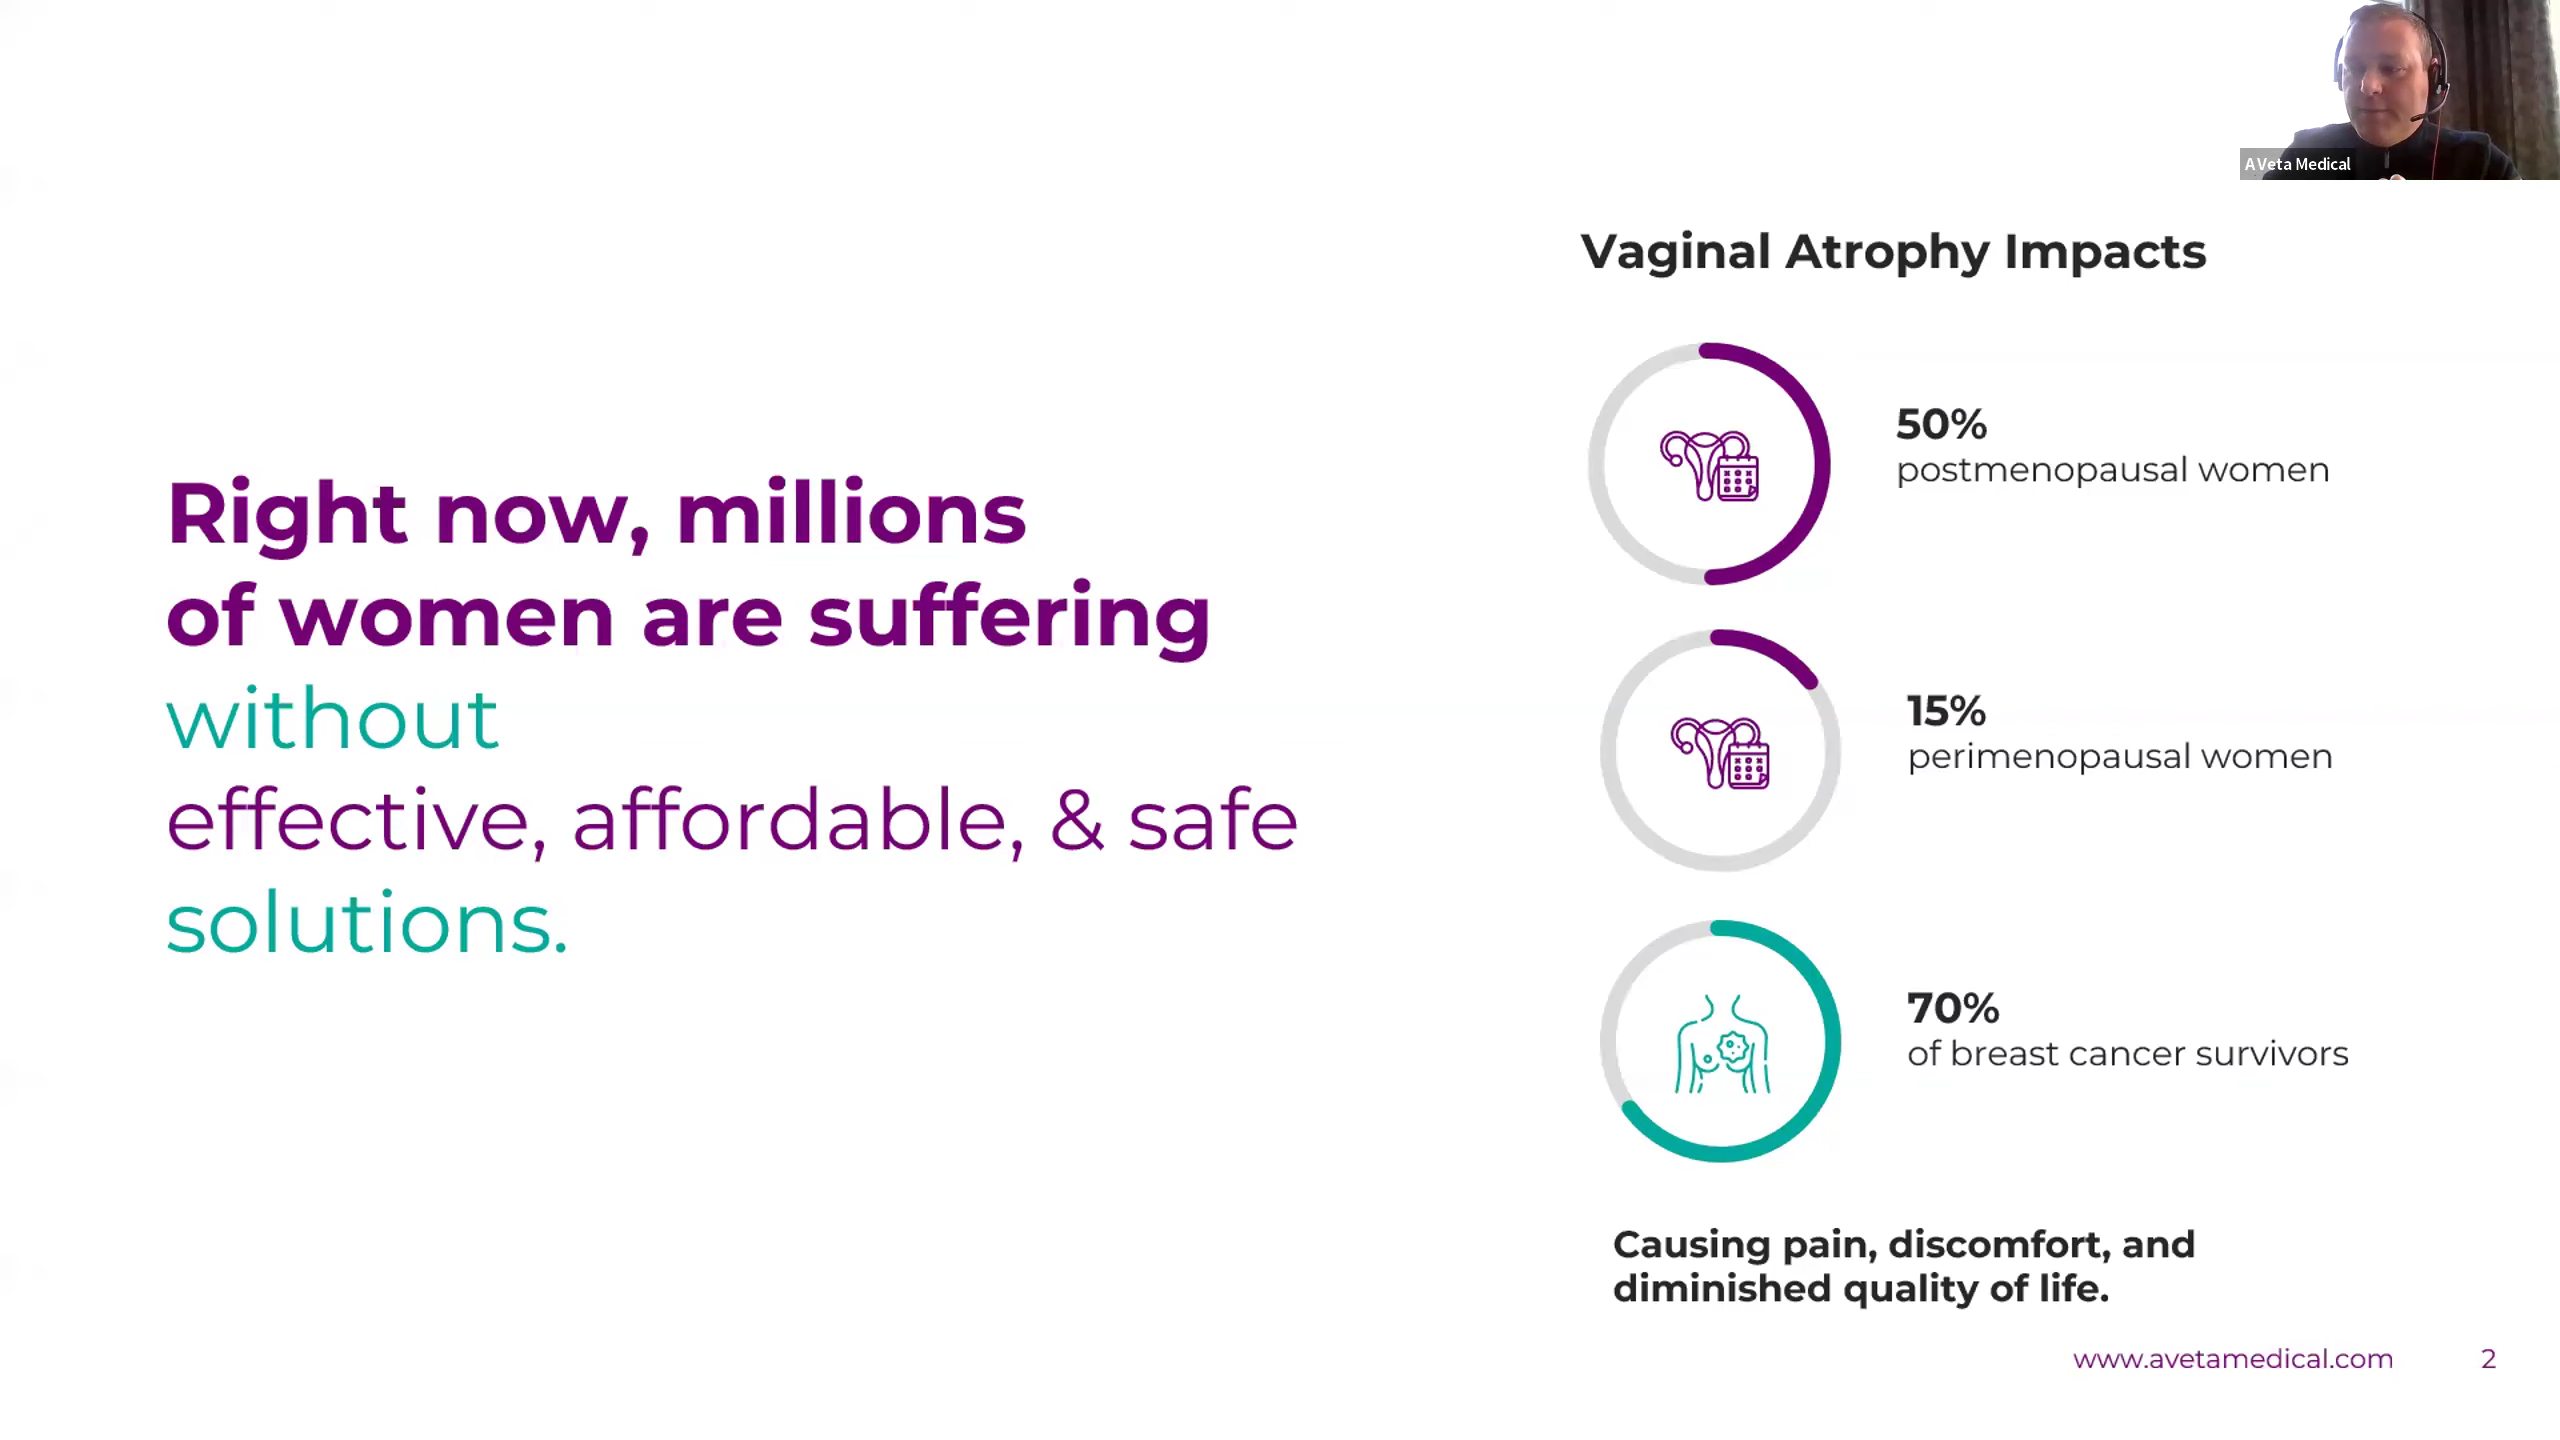 A Veta Medical
Right now, millions
of women are suffering
without
effective, affordable, & safe
solutions.
Vaginal Atrophy Impacts
50%
postmenopausal women
15%
perimenopausal women
70%
of breast cancer survivors
Causing pain, discomfort, and
diminished quality of life.
www.avetamedical.com
2